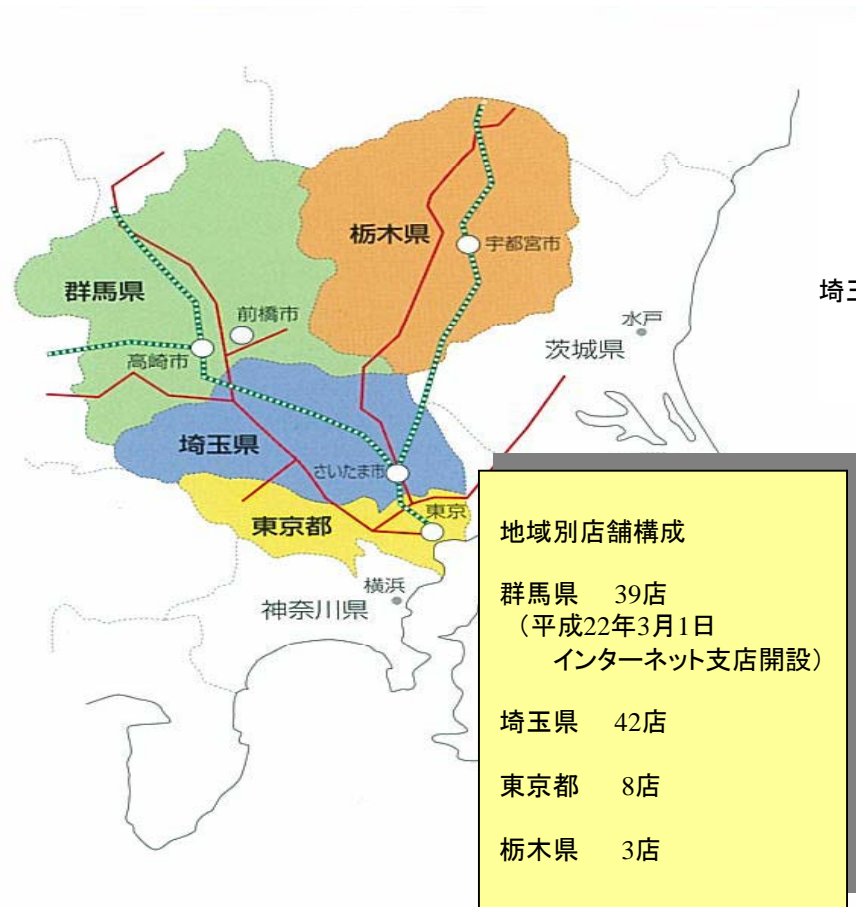 栃木県
宇都宮市
群馬県
前橋市
水戸
茨城県
高崎市
埼玉県
さいたま市
東京都
東京
横浜
神奈川県
埼玉
地域別店舗構成
群馬県 39店
（平成22年3月1日
インターネット支店開設）
埼玉県 42店
東京都 8店
栃木県 3店